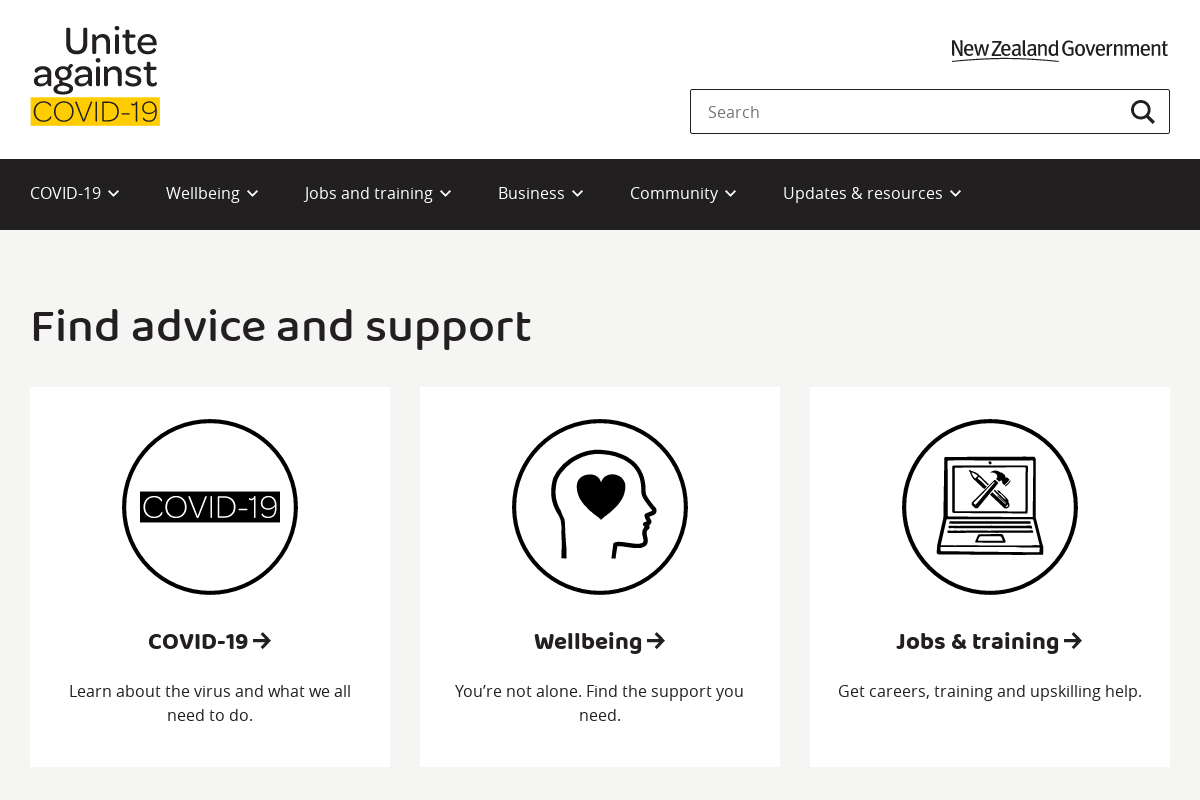 Unite
against
COVID-19
New Zealand Government
Search
COVID-19
Wellbeing
Jobs and training
Business
Community
Updates & resources
Find advice and support
COVID-19
COVID-19
Learn about the virus and what we all
need to do.
Wellbeing
You’re not alone. Find the support you
need.
Jobs & training
Get careers, training and upskilling help.